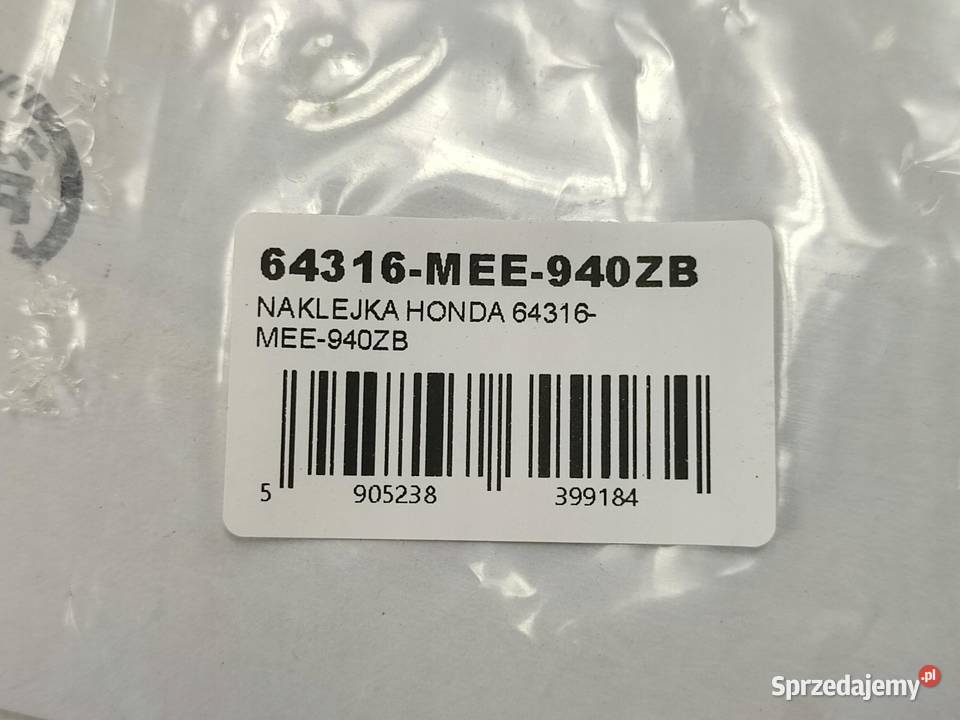 64316-MEE-940ZB
NAKLEJKA HONDA 64316-
MEE-940ZB
5 905238 399184
Sprzedajemy.pl